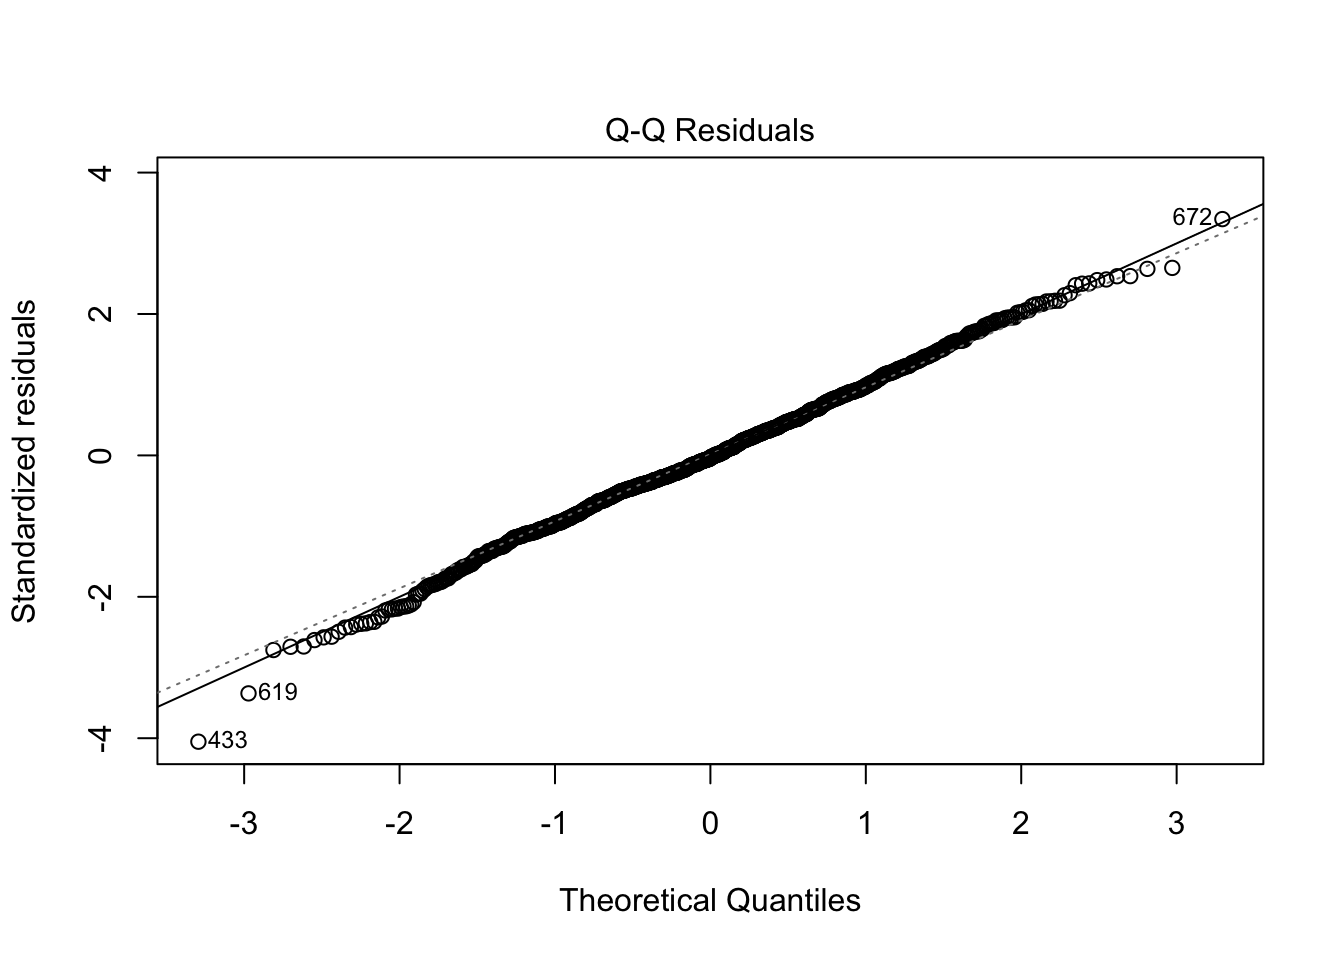 Q-Q Residuals
Standardized residuals
4
2
0
-2
-4
672
619
433
-3 -2 -1 0 1 2 3
Theoretical Quantiles